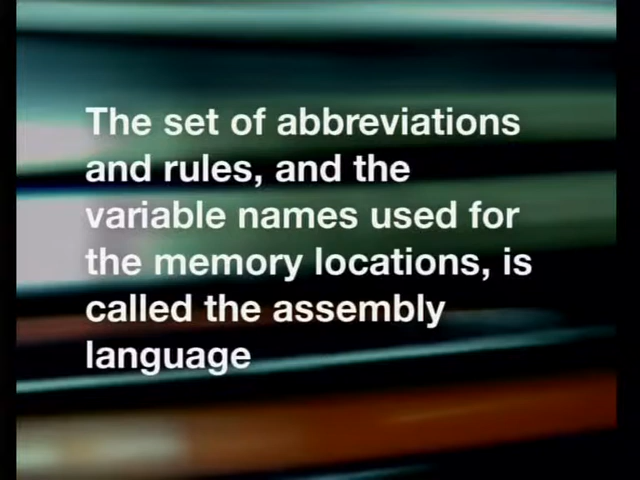 The set of abbreviations
and rules, and the
variable names used for
the memory locations, is
called the assembly
language